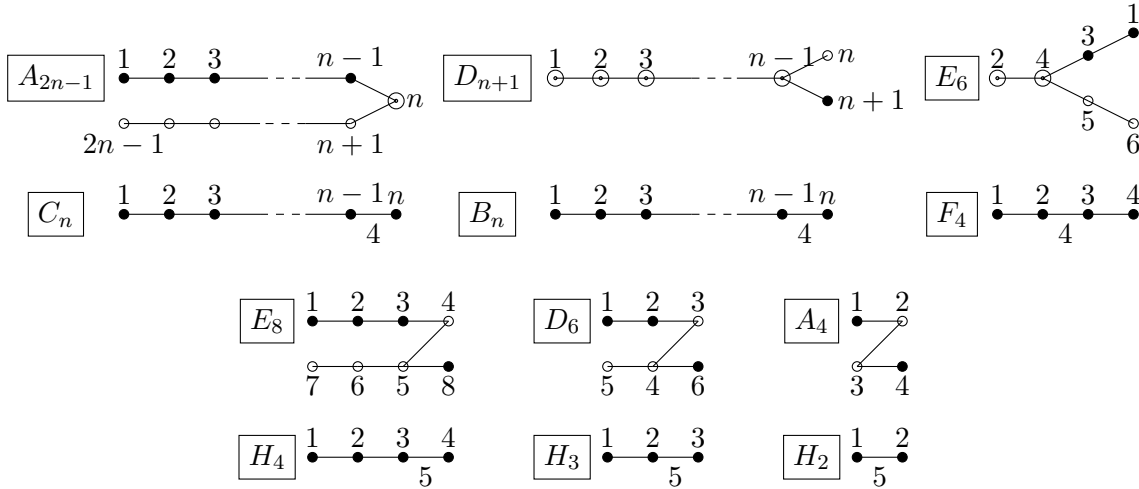 A_{2n−1} 1 2 3 n − 1 n
2n − 1 n + 1
D_{n+1} 1 2 3 n − 1 n
n + 1
E_6 2 4 3 1
5 6
C_n 1 2 3 n − 1 n
4
B_n 1 2 3 n − 1 n
4
F_4 1 2 3 4
4
E_8 1 2 3 4
7 6 5 8
D_6 1 2 3
5 4 6
A_4 1 2
3 4
H_4 1 2 3 4
5
H_3 1 2 3
5
H_2 1 2
5